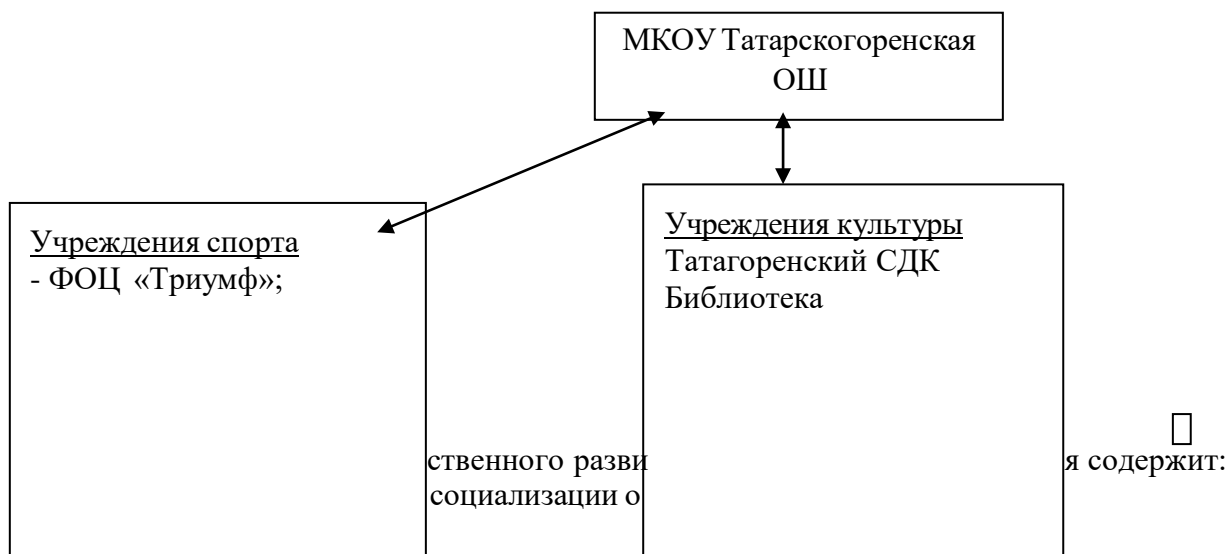 МКОУ Татарскогоренская
ОШ
Учреждения спорта
- ФОЦ «Триумф»;
Учреждения культуры
Татагоренский СДК
Библиотека
ственного разви я содержит:
социализации о